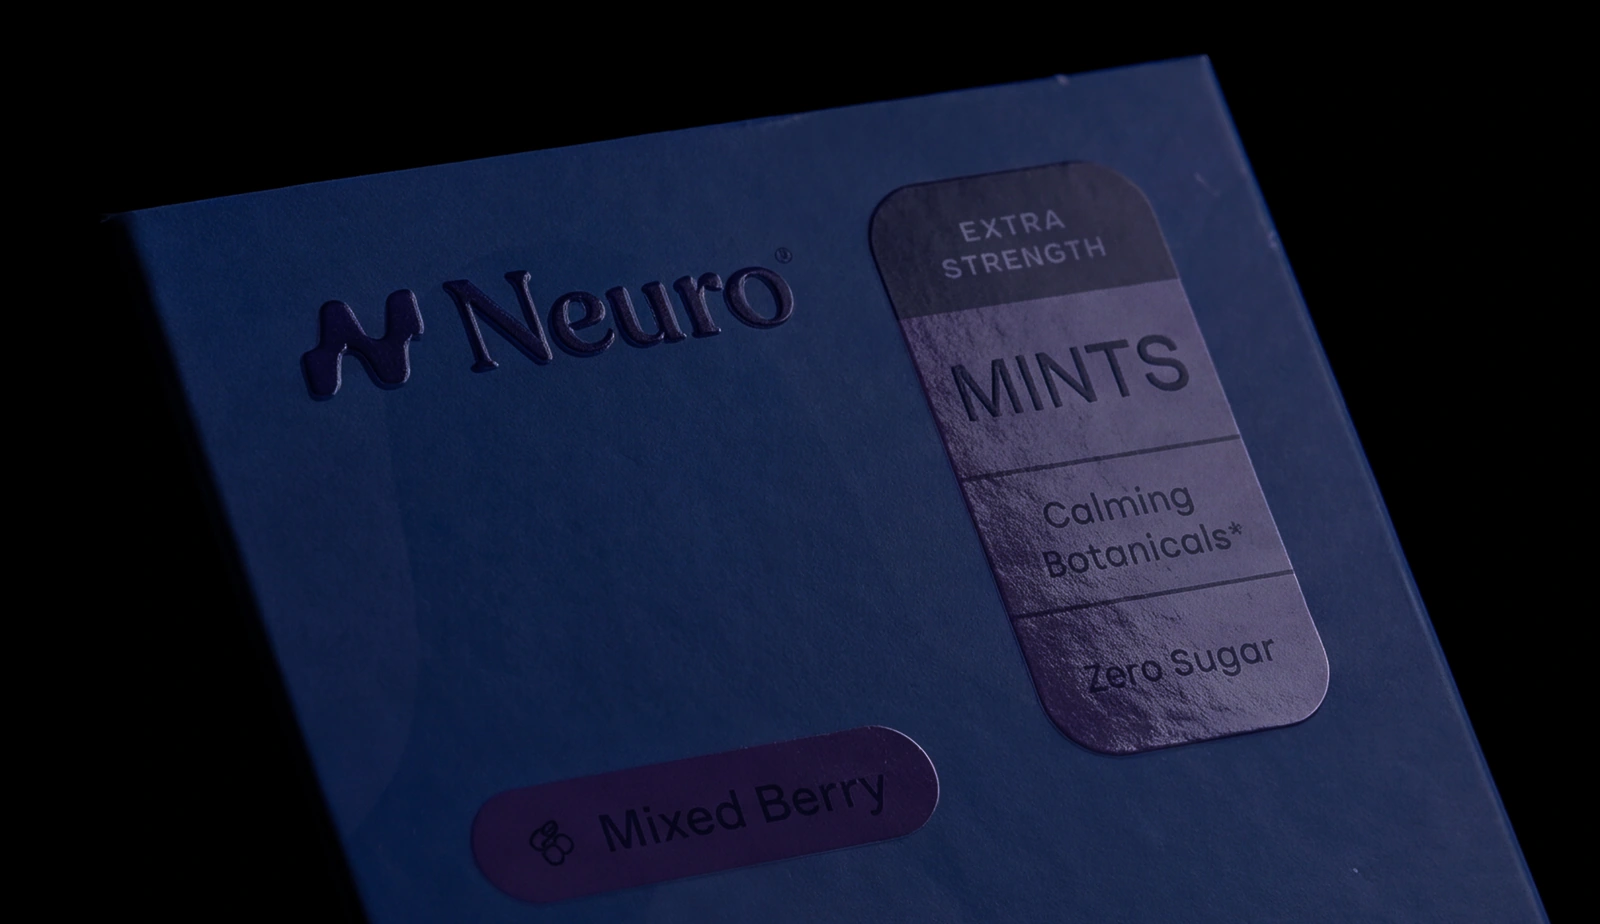 Neuro®
EXTRA
STRENGTH
MINTS
Calming
Botanicals*
Zero Sugar
Mixed Berry